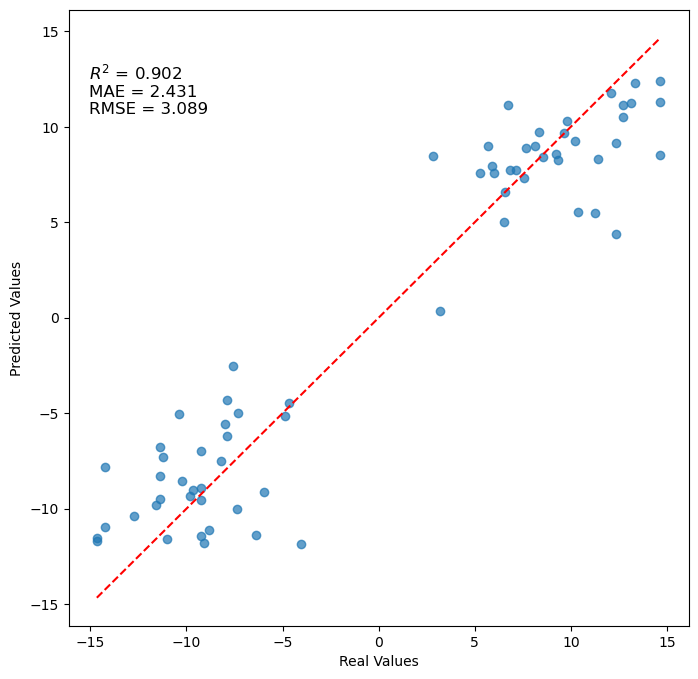 15
10
5
0
−5
−10
−15
Predicted Values
R² = 0.902
MAE = 2.431
RMSE = 3.089
−15 −10 −5 0 5 10 15
Real Values